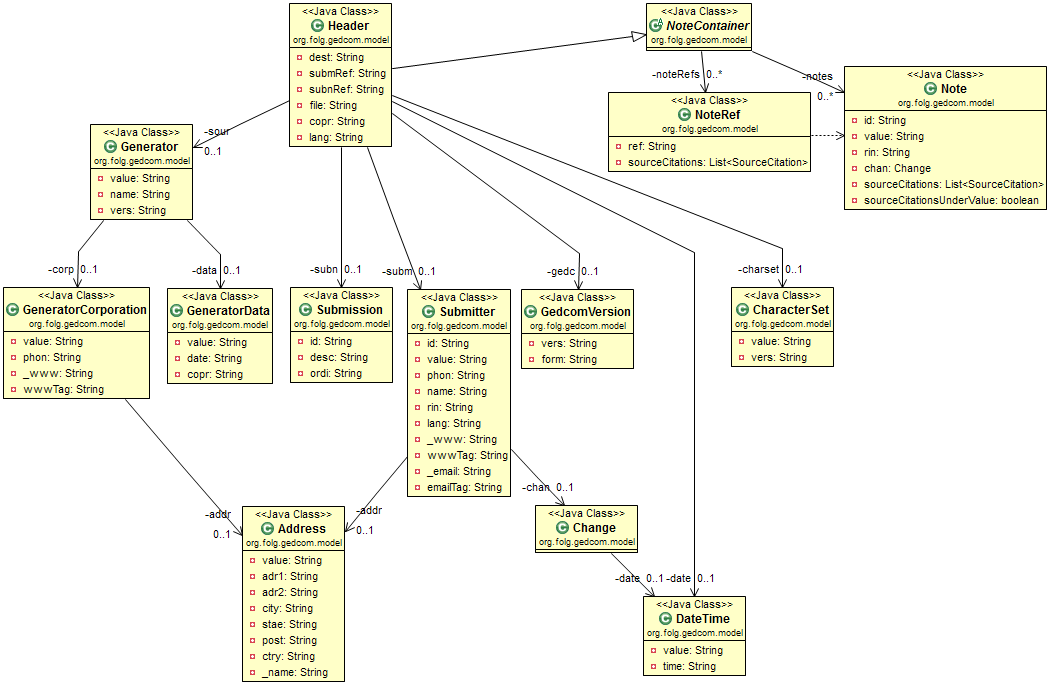 <<Java Class>>
Header
org.folg.gedcom.model
dest: String
submRef: String
subnRef: String
file: String
copr: String
lang: String
<<Java Class>>
NoteContainer
org.folg.gedcom.model
-noteRefs 0..*
-notes
0..*
<<Java Class>>
NoteRef
org.folg.gedcom.model
ref: String
sourceCitations: List<SourceCitation>
<<Java Class>>
Note
org.folg.gedcom.model
id: String
value: String
rin: String
chan: Change
sourceCitations: List<SourceCitation>
sourceCitationsUnderValue: boolean
-sour
0..1
<<Java Class>>
Generator
org.folg.gedcom.model
value: String
name: String
vers: String
-corp 0..1
-data 0..1
-subn 0..1
-subm 0..1
-gedc 0..1
-charset 0..1
<<Java Class>>
GeneratorCorporation
org.folg.gedcom.model
value: String
phon: String
_www: String
wwwTag: String
<<Java Class>>
GeneratorData
org.folg.gedcom.model
value: String
date: String
copr: String
<<Java Class>>
Submission
org.folg.gedcom.model
id: String
desc: String
ordi: String
<<Java Class>>
Submitter
org.folg.gedcom.model
id: String
value: String
phon: String
name: String
rin: String
lang: String
_www: String
wwwTag: String
_email: String
emailTag: String
<<Java Class>>
GedcomVersion
org.folg.gedcom.model
vers: String
form: String
<<Java Class>>
CharacterSet
org.folg.gedcom.model
value: String
vers: String
-addr
0..1
-addr
0..1
-chan 0..1
<<Java Class>>
Address
org.folg.gedcom.model
value: String
adr1: String
adr2: String
city: String
stae: String
post: String
ctry: String
_name: String
<<Java Class>>
Change
org.folg.gedcom.model
-date 0..1
-date 0..1
<<Java Class>>
DateTime
org.folg.gedcom.model
value: String
time: String